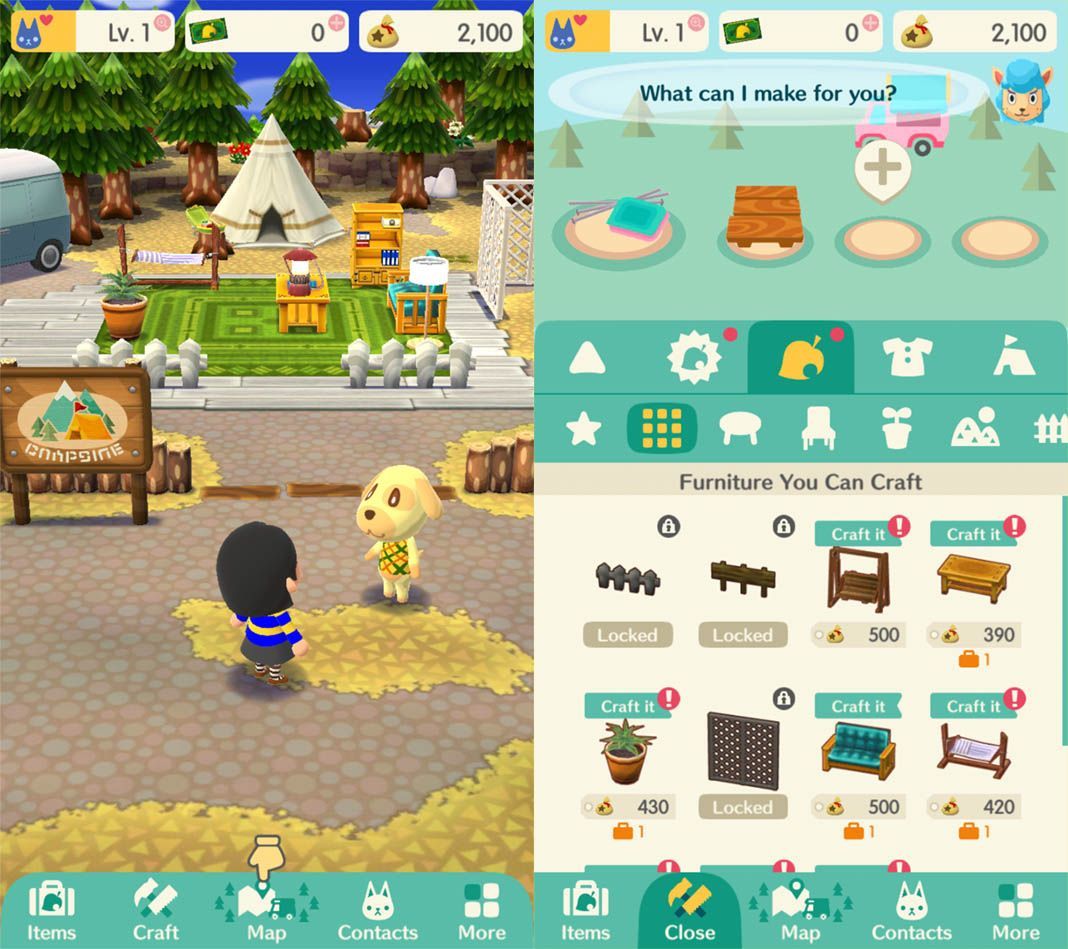 Lv. 1
0
2,100
CAMPSITE
Items
Craft
Map
Contacts
More
Lv. 1
0
2,100
What can I make for you?
Furniture You Can Craft
Craft it !
Craft it !
Locked
Locked
500
390
1
Craft it !
Craft it
Craft it !
430
Locked
500
420
1
1
1
Items
Close
Map
Contacts
More